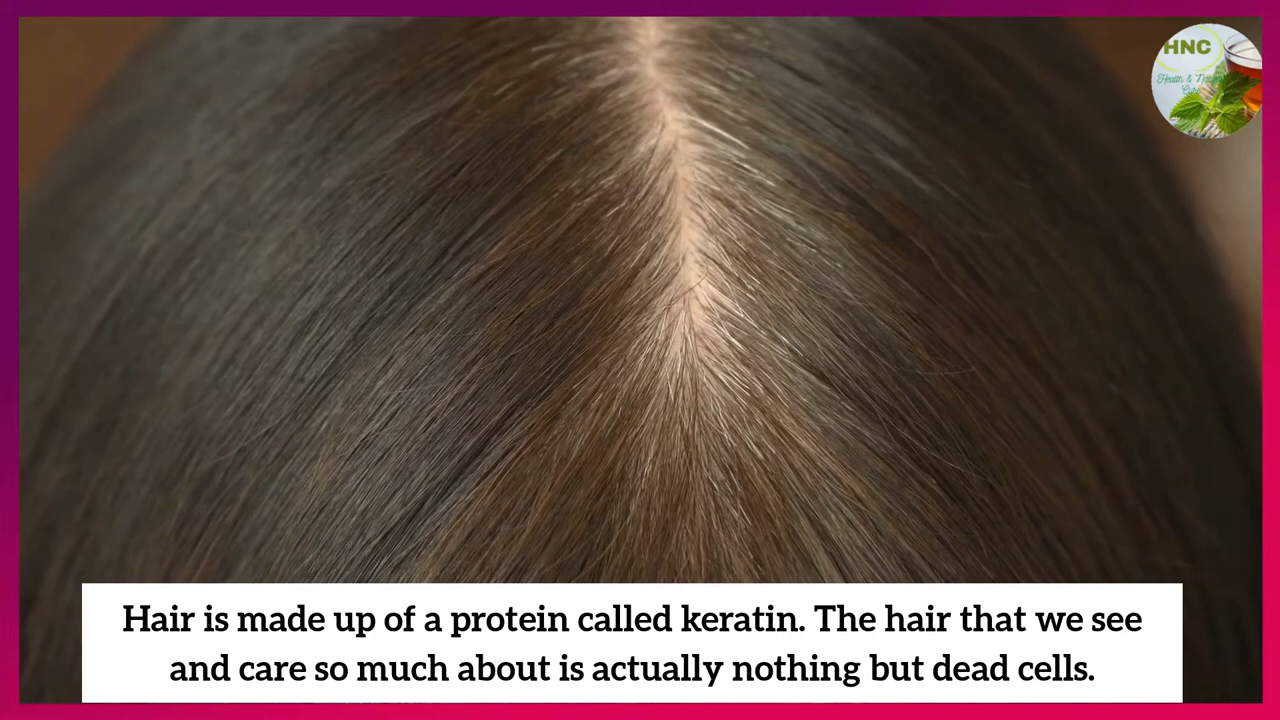 HNC
Health &
Hair is made up of a protein called keratin. The hair that we see
and care so much about is actually nothing but dead cells.